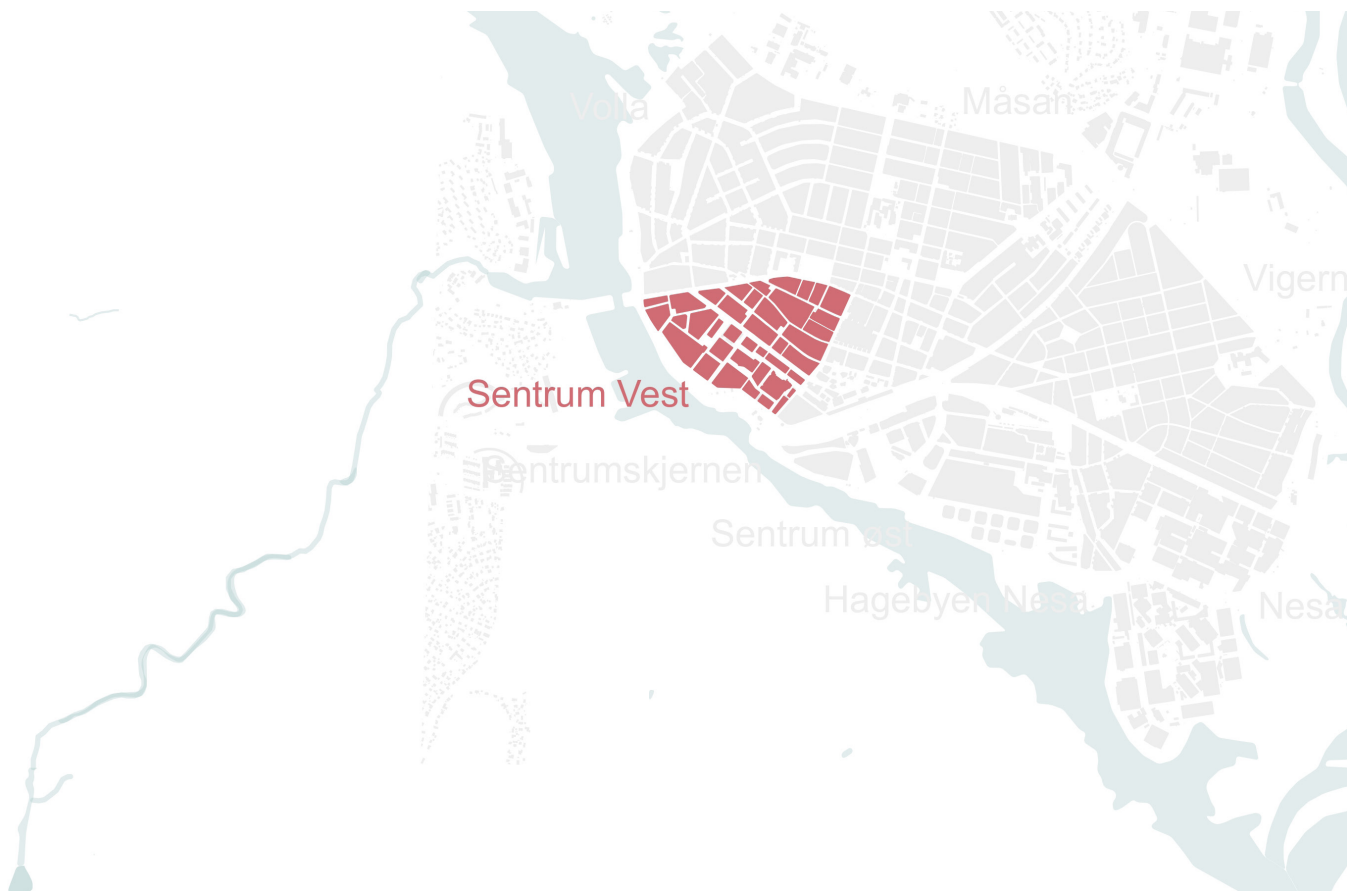 Volla
Måsan
Vigern
Sentrum Vest
Sentrumskjernen
Sentrum øst
Hagebyen Nesa
Nesa